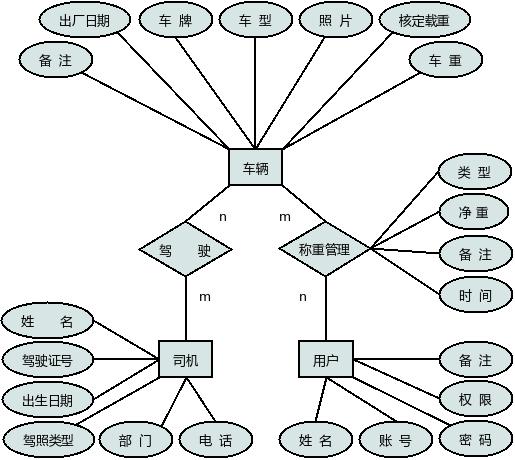 出厂日期 车 牌 车 型 照 片 核定载重
备 注 车 重
车辆
类 型
n m 净 重
驾 驶 称重管理 备 注
时 间
m n
姓 名
驾驶证号 司机 用户 备 注
出生日期 权 限
驾照类型 部 门 电 话 姓 名 账 号 密 码